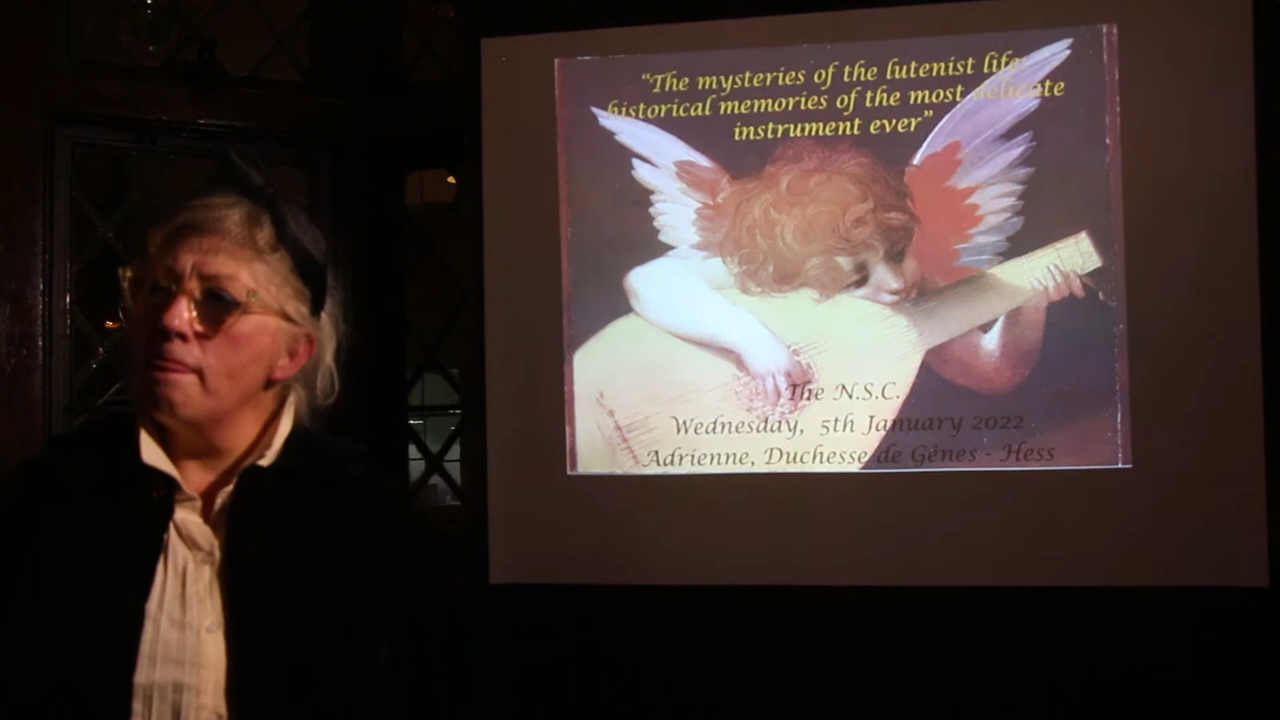 “The mysteries of the lutenist life:
historical memories of the most delicate
instrument ever”
The N.S.C.
Wednesday, 5th January 2022
Adrienne, Duchesse de Gênes - Hess